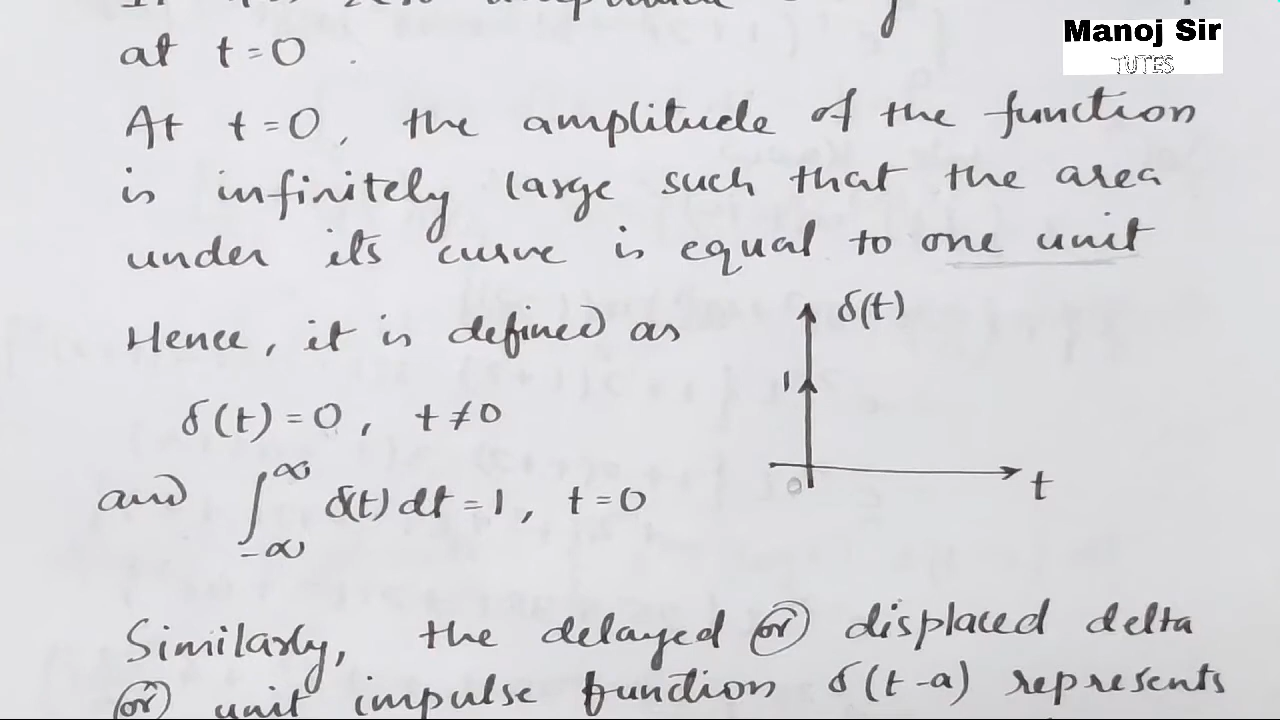 at t=0 .
Manoj Sir
TUTES
At t=0, the amplitude of the function
is infinitely large such that the area
under its curve is equal to one unit
Hence, it is defined as
δ(t)
1
δ(t)=0, t≠0
0
t
and ∫_{-∞}^{∞} δ(t) dt = 1, t=0
Similarly, the delayed or displaced delta
or unit impulse function δ(t-a) represents